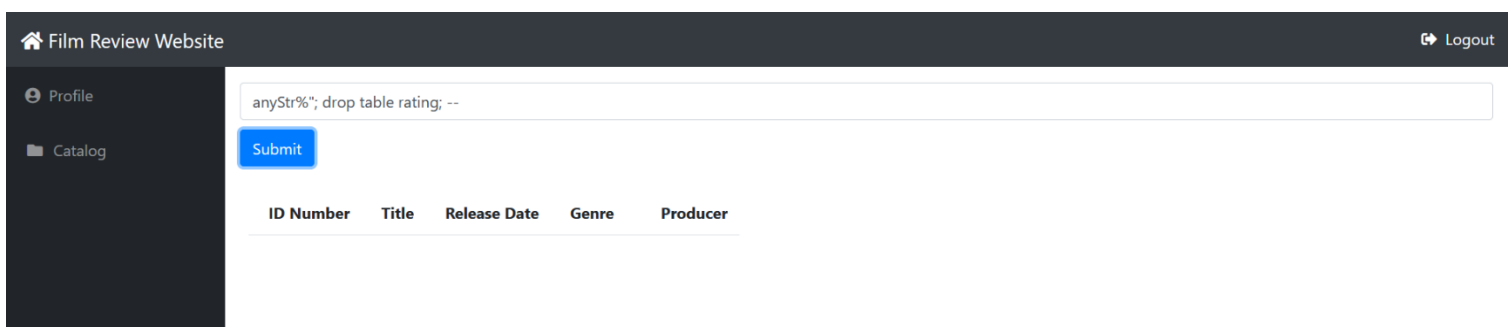 Film Review Website
Logout
Profile
anyStr%"; drop table rating; --
Submit
Catalog
ID Number Title Release Date Genre Producer